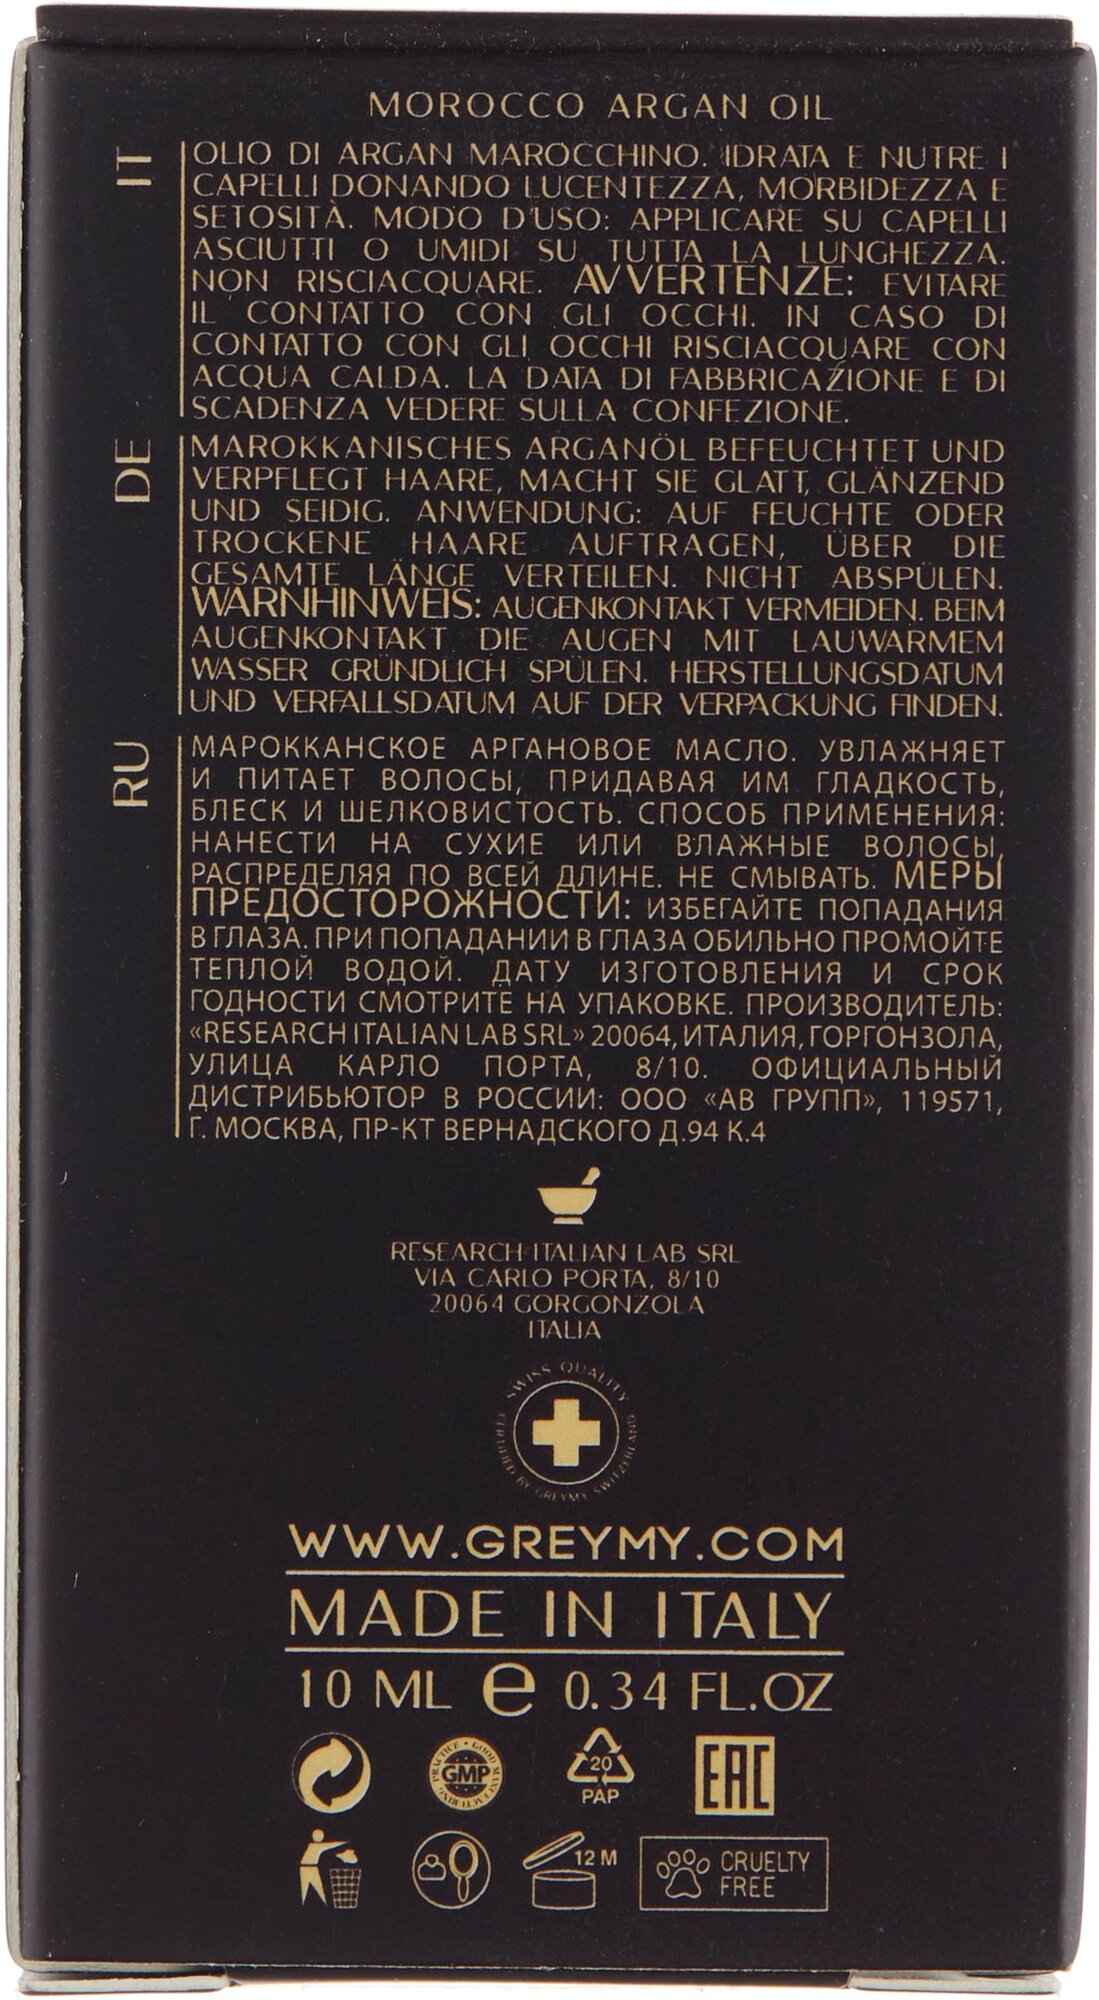 MOROCCO ARGAN OIL
IT
OLIO DI ARGAN MAROCCHINO. IDRATA E NUTRE I
CAPELLI DONANDO LUCENTEZZA, MORBIDEZZA E
SETOSITÀ. MODO D'USO: APPLICARE SU CAPELLI
ASCIUTTI O UMIDI SU TUTTA LA LUNGHEZZA.
NON RISCIACQUARE. AVVERTENZE: EVITARE
IL CONTATTO CON GLI OCCHI. IN CASO DI
CONTATTO CON GLI OCCHI RISCIACQUARE CON
ACQUA CALDA. LA DATA DI FABBRICAZIONE E DI
SCADENZA VEDERE SULLA CONFEZIONE.
DE
MAROKKANISCHES ARGANÖL BEFEUCHTET UND
VERPFLEGT HAARE, MACHT SIE GLATT, GLÄNZEND
UND SEIDIG. ANWENDUNG: AUF FEUCHTE ODER
TROCKENE HAARE AUFTRAGEN, ÜBER DIE
GESAMTE LÄNGE VERTEILEN. NICHT ABSPÜLEN.
WARNHINWEIS: AUGENKONTAKT VERMEIDEN. BEIM
AUGENKONTAKT DIE AUGEN MIT LAUWARMEM
WASSER GRÜNDLICH SPÜLEN. HERSTELLUNGSDATUM
UND VERFALLSDATUM AUF DER VERPACKUNG FINDEN.
RU
МАРОККАНСКОЕ АРГАНОВОЕ МАСЛО. УВЛАЖНЯЕТ
И ПИТАЕТ ВОЛОСЫ, ПРИДАВАЯ ИМ ГЛАДКОСТЬ,
БЛЕСК И ШЕЛКОВИСТОСТЬ. СПОСОБ ПРИМЕНЕНИЯ:
НАНЕСТИ НА СУХИЕ ИЛИ ВЛАЖНЫЕ ВОЛОСЫ,
РАСПРЕДЕЛЯЯ ПО ВСЕЙ ДЛИНЕ. НЕ СМЫВАТЬ. МЕРЫ
ПРЕДОСТОРОЖНОСТИ: ИЗБЕГАЙТЕ ПОПАДАНИЯ
В ГЛАЗА. ПРИ ПОПАДАНИИ В ГЛАЗА ОБИЛЬНО ПРОМОЙТЕ
ТЕПЛОЙ ВОДОЙ. ДАТУ ИЗГОТОВЛЕНИЯ И СРОК
ГОДНОСТИ СМОТРИТЕ НА УПАКОВКЕ. ПРОИЗВОДИТЕЛЬ:
«RESEARCH ITALIAN LAB SRL» 20064, ИТАЛИЯ, ГОРГОНЗОЛА,
УЛИЦА КАРЛО ПОРТА, 8/10. ОФИЦИАЛЬНЫЙ
ДИСТРИБЬЮТОР В РОССИИ: ООО «АВ ГРУПП», 119571,
Г. МОСКВА, ПР-КТ ВЕРНАДСКОГО Д.94 К.4
RESEARCH ITALIAN LAB SRL
VIA CARLO PORTA, 8/10
20064 GORGONZOLA
ITALIA
SWISS QUALITY
CERTIFIED BY GREYMY SWITZERLAND
WWW.GREYMY.COM
MADE IN ITALY
10 ML e 0.34 FL.OZ
GOOD MANUFACTURING PRACTICE
GMP
20
PAP
EAC
12 M
CRUELTY
FREE